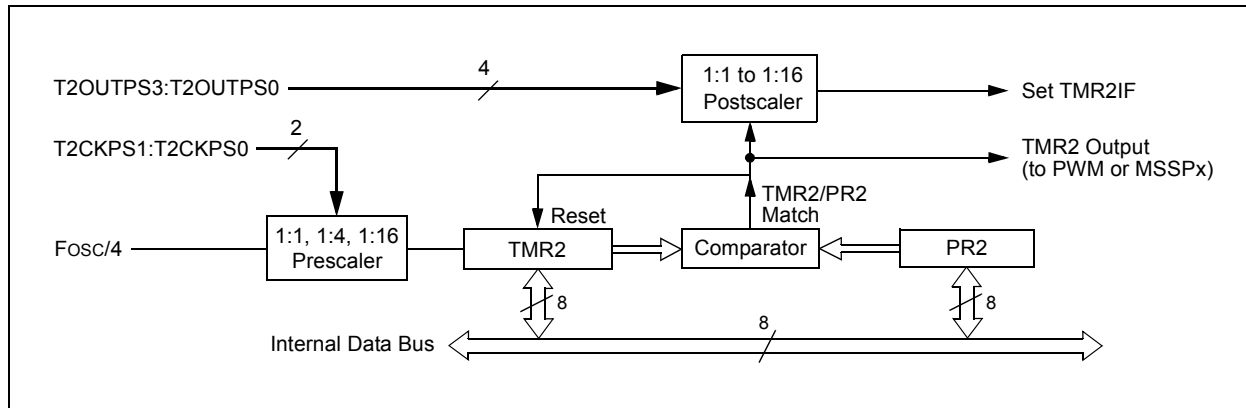 4
1:1 to 1:16
Postscaler
T2OUTPS3:T2OUTPS0
Set TMR2IF
2
T2CKPS1:T2CKPS0
TMR2 Output
(to PWM or MSSPx)
TMR2/PR2
Match
Reset
FOSC/4
1:1, 1:4, 1:16
Prescaler
TMR2
Comparator
PR2
8
8
8
Internal Data Bus